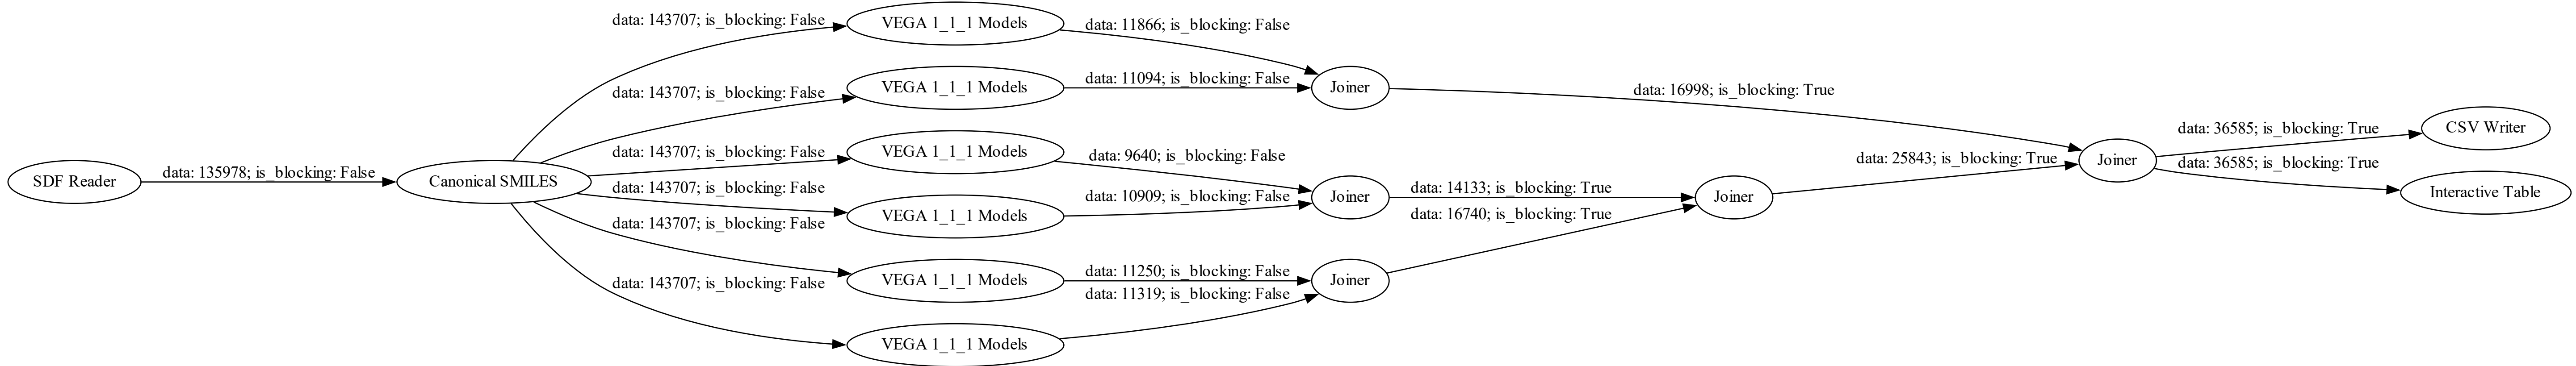 SDF Reader
data: 135978; is_blocking: False
Canonical SMILES
data: 143707; is_blocking: False
data: 143707; is_blocking: False
data: 143707; is_blocking: False
data: 143707; is_blocking: False
data: 143707; is_blocking: False
data: 143707; is_blocking: False
VEGA 1_1_1 Models
VEGA 1_1_1 Models
VEGA 1_1_1 Models
VEGA 1_1_1 Models
VEGA 1_1_1 Models
VEGA 1_1_1 Models
data: 11866; is_blocking: False
data: 11094; is_blocking: False
data: 9640; is_blocking: False
data: 10909; is_blocking: False
data: 11250; is_blocking: False
data: 11319; is_blocking: False
Joiner
Joiner
Joiner
data: 14133; is_blocking: True
data: 16740; is_blocking: True
Joiner
data: 16998; is_blocking: True
data: 25843; is_blocking: True
Joiner
data: 36585; is_blocking: True
data: 36585; is_blocking: True
CSV Writer
Interactive Table